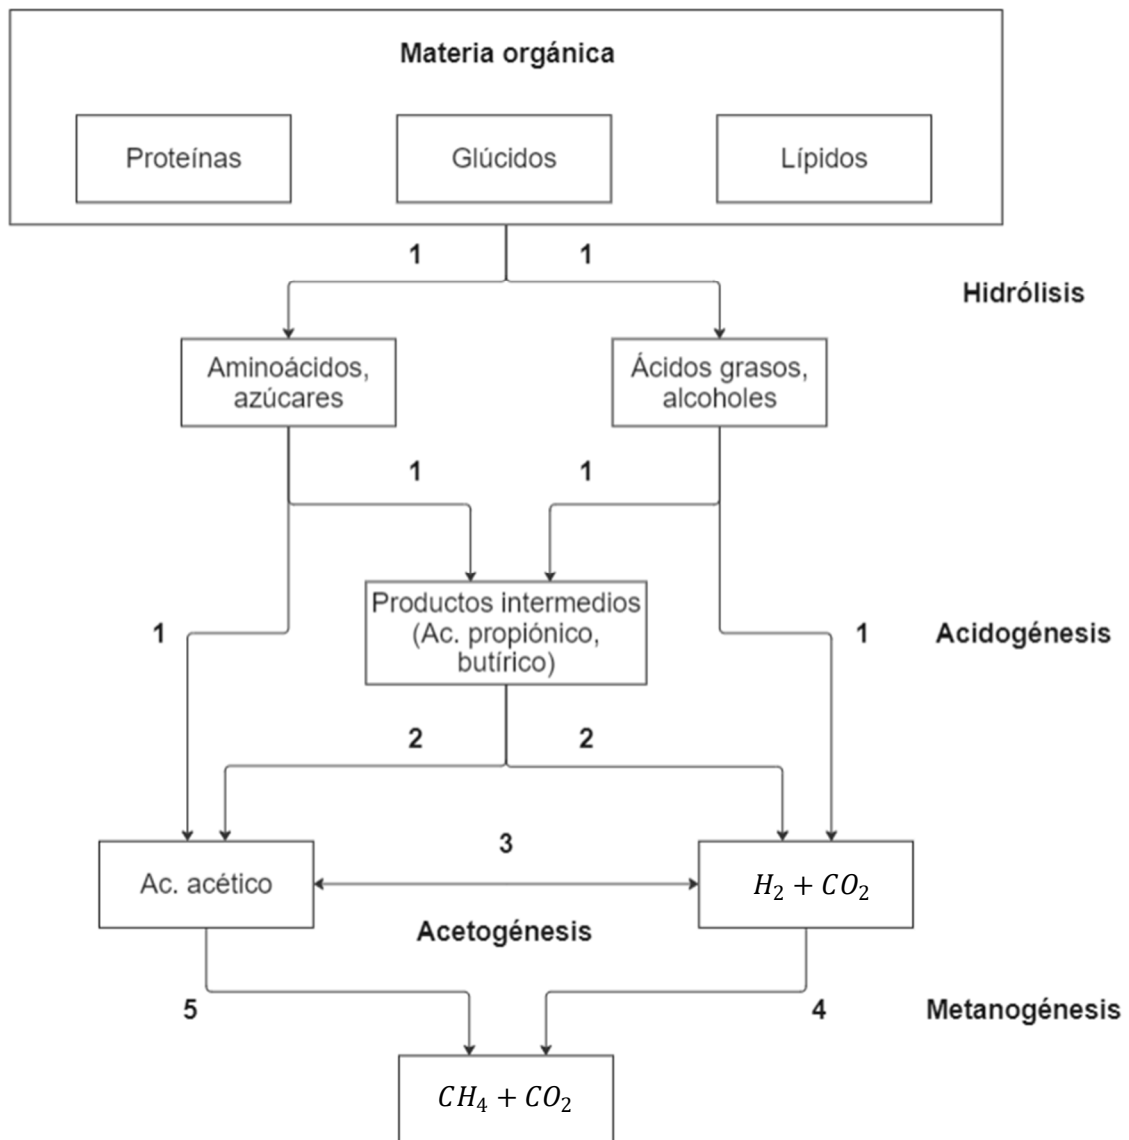 Materia orgánica
Proteínas
Glúcidos
Lípidos
1
1
Hidrólisis
Aminoácidos,
azúcares
Ácidos grasos,
alcoholes
1
1
Productos intermedios
(Ac. propiónico,
butírico)
1
1
Acidogénesis
2
2
3
Ac. acético
H₂ + CO₂
Acetogénesis
5
4
Metanogénesis
CH₄ + CO₂